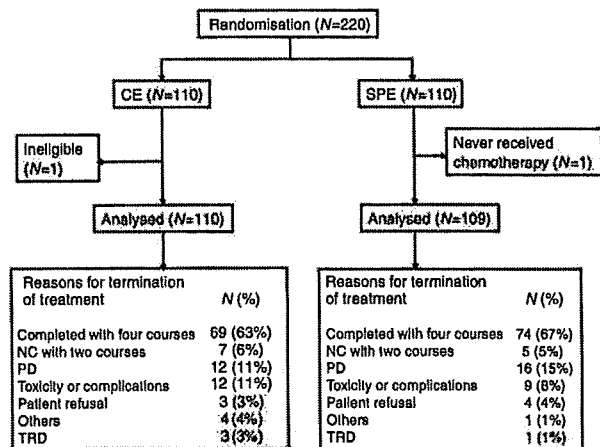 Randomisation (N=220)
CE (N=110)
SPE (N=110)
Ineligible
(N=1)
Never received
chemotherapy (N=1)
Analysed (N=110)
Analysed (N=109)
Reasons for termination
of treatment N (%)
Completed with four courses 69 (63%)
NC with two courses 7 (6%)
PD 12 (11%)
Toxicity or complications 12 (11%)
Patient refusal 3 (3%)
Others 4 (4%)
TRD 3 (3%)
Reasons for termination
of treatment N (%)
Completed with four courses 74 (67%)
NC with two courses 5 (5%)
PD 16 (15%)
Toxicity or complications 9 (8%)
Patient refusal 4 (4%)
Others 1 (1%)
TRD 1 (1%)